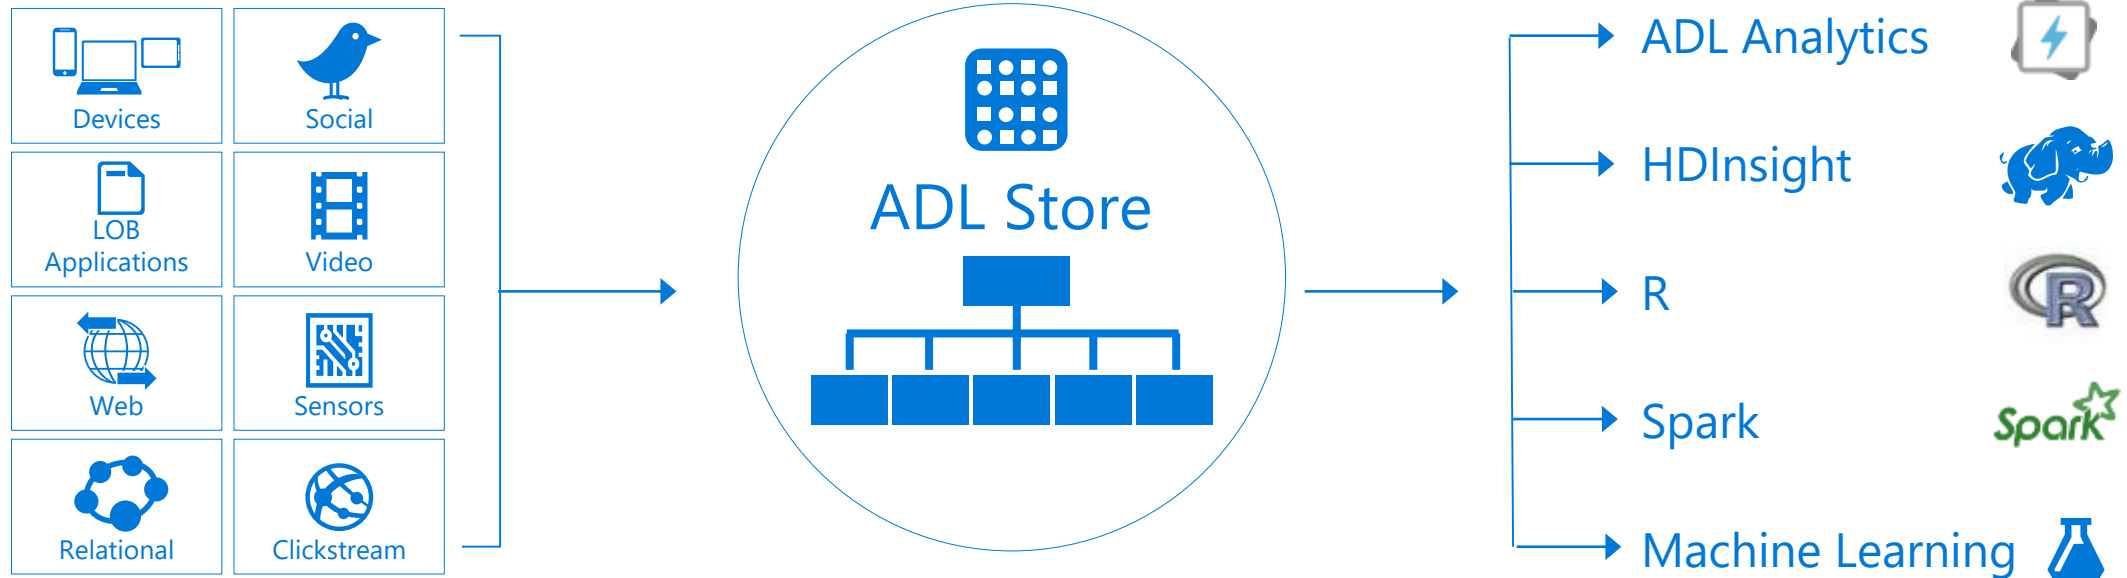 Devices
Social
LOB
Applications
Video
Web
Sensors
Relational
Clickstream
ADL Store
ADL Analytics
HDInsight
R
R
Spark
Spark
Machine Learning